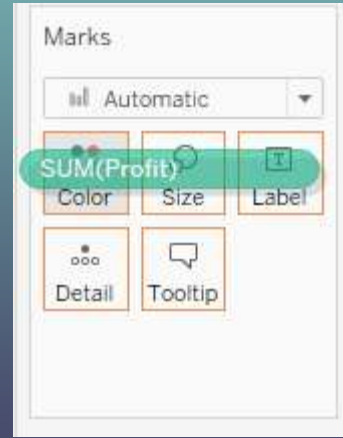 Marks
Automatic
SUM(Profit)
Color Size Label
Detail Tooltip